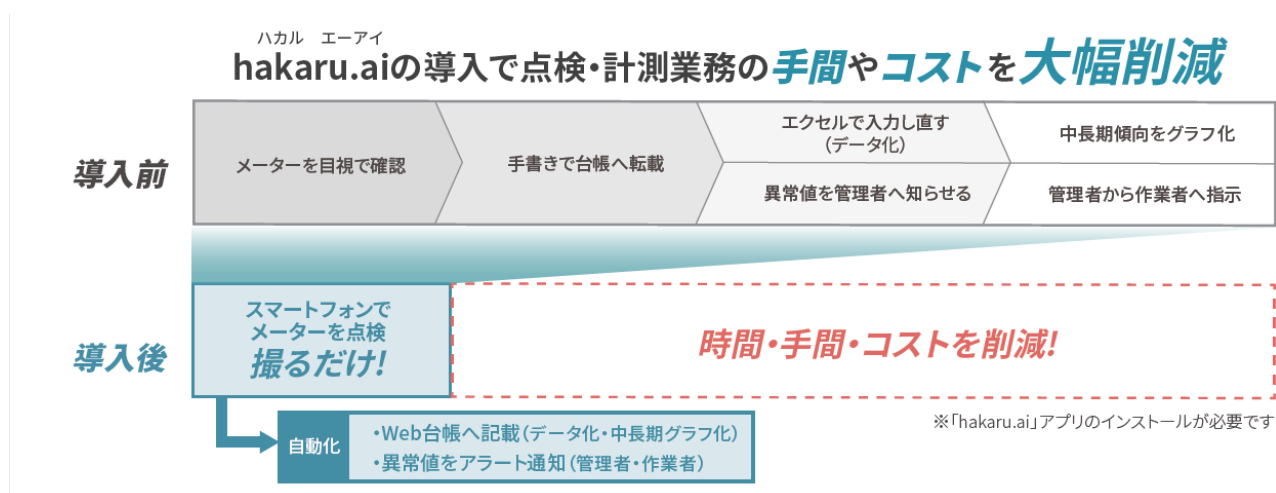 ハカル エーアイ
hakaru.aiの導入で点検・計測業務の手間やコストを大幅削減
導入前
メーターを目視で確認
手書きで台帳へ転載
エクセルで入力し直す
(データ化)
異常値を管理者へ知らせる
中長期傾向をグラフ化
管理者から作業者へ指示
導入後
スマートフォンで
メーターを点検
撮るだけ!
時間・手間・コストを削減!
※「hakaru.ai」アプリのインストールが必要です
自動化
・Web台帳へ記載(データ化・中長期グラフ化)
・異常値をアラート通知(管理者・作業者)